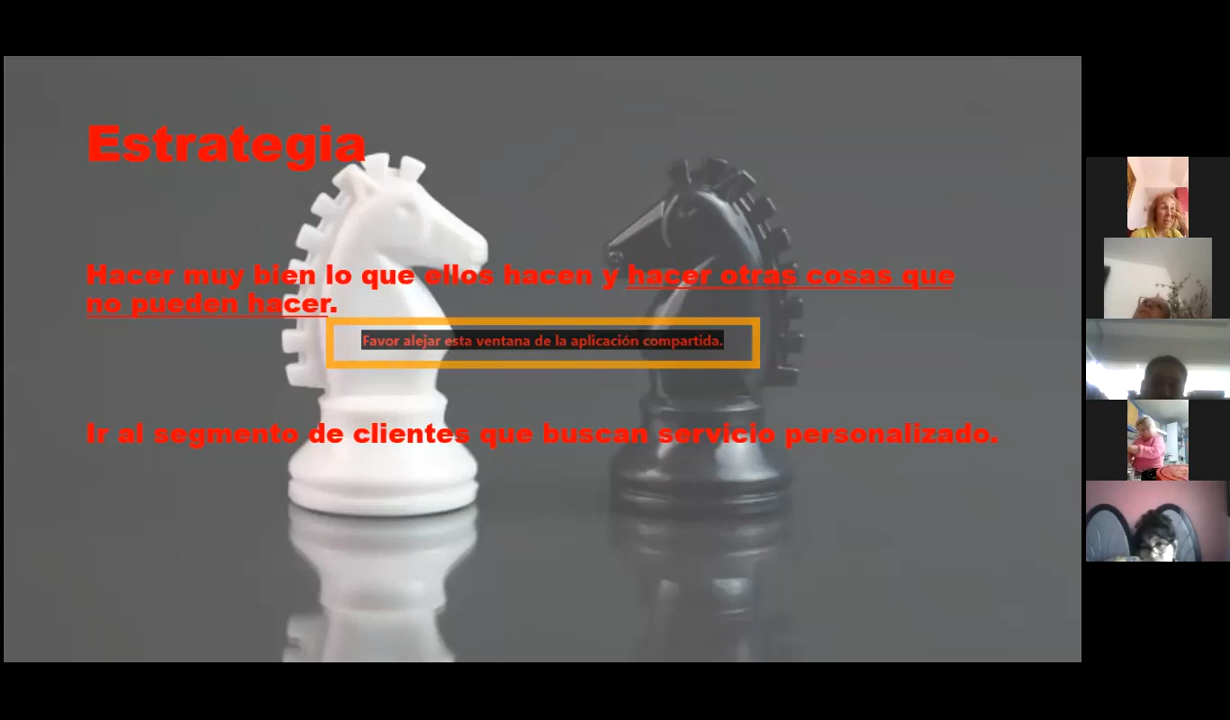 Estrategia
Hacer muy bien lo que ellos hacen y hacer otras cosas que
no pueden hacer.
Favor alejar esta ventana de la aplicación compartida.
Ir al segmento de clientes que buscan servicio personalizado.